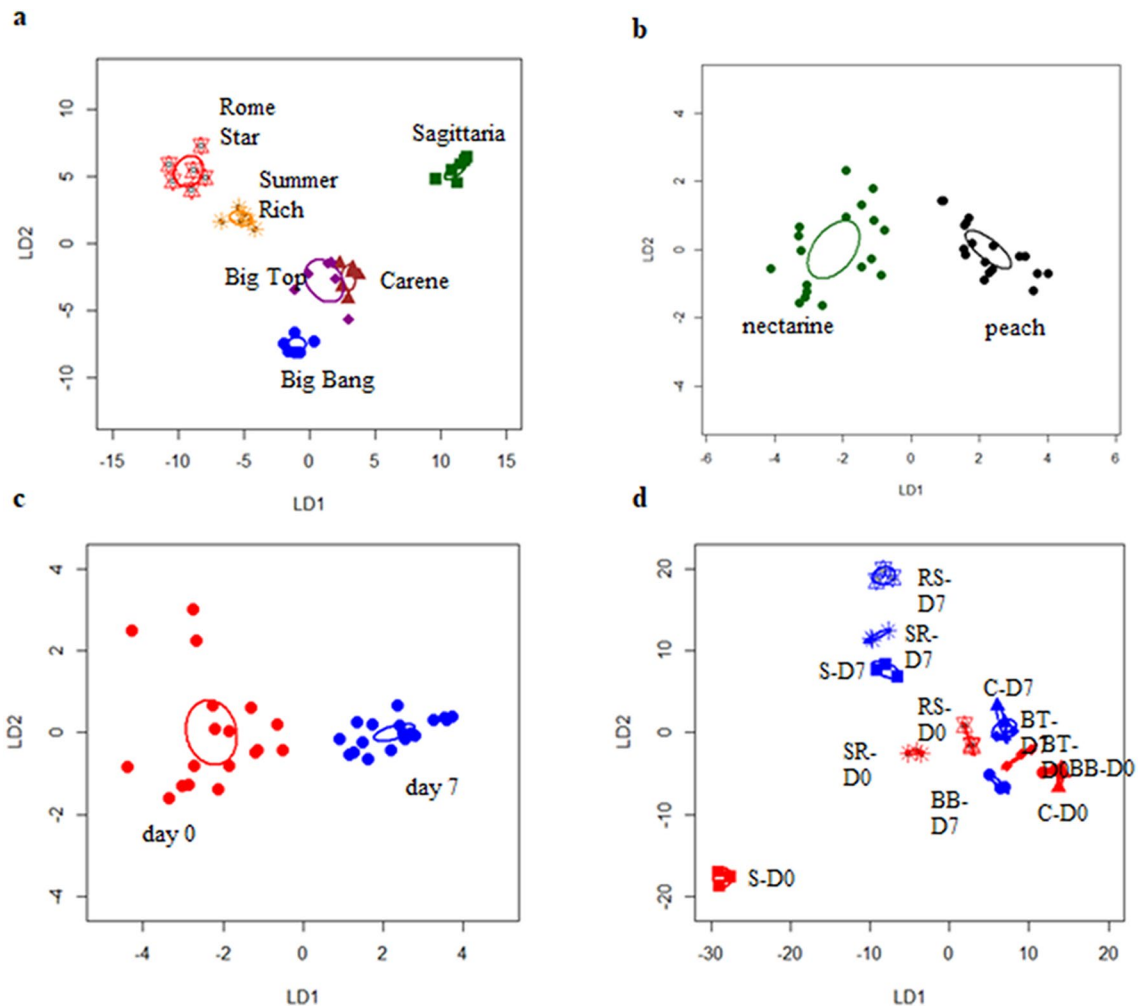 a
Rome
Star
Summer
Rich
Sagittaria
Big Top
Carene
Big Bang
LD2
10
5
0
-5
-10
-15
-10
-5
0
5
10
15
LD1
b
nectarine
peach
LD2
4
2
0
-2
-4
-6
-4
-2
0
2
4
6
LD1
c
day 0
day 7
LD2
4
2
0
-2
-4
-4
-2
0
2
4
LD1
d
RS-
D7
SR-
D7
S-D7
C-D7
RS-
D0
BT-
SR-
D0
BT-
D0
BB-D0
BB-
D7
C-D0
S-D0
LD2
20
10
0
-10
-20
-30
-20
-10
0
10
20
LD1